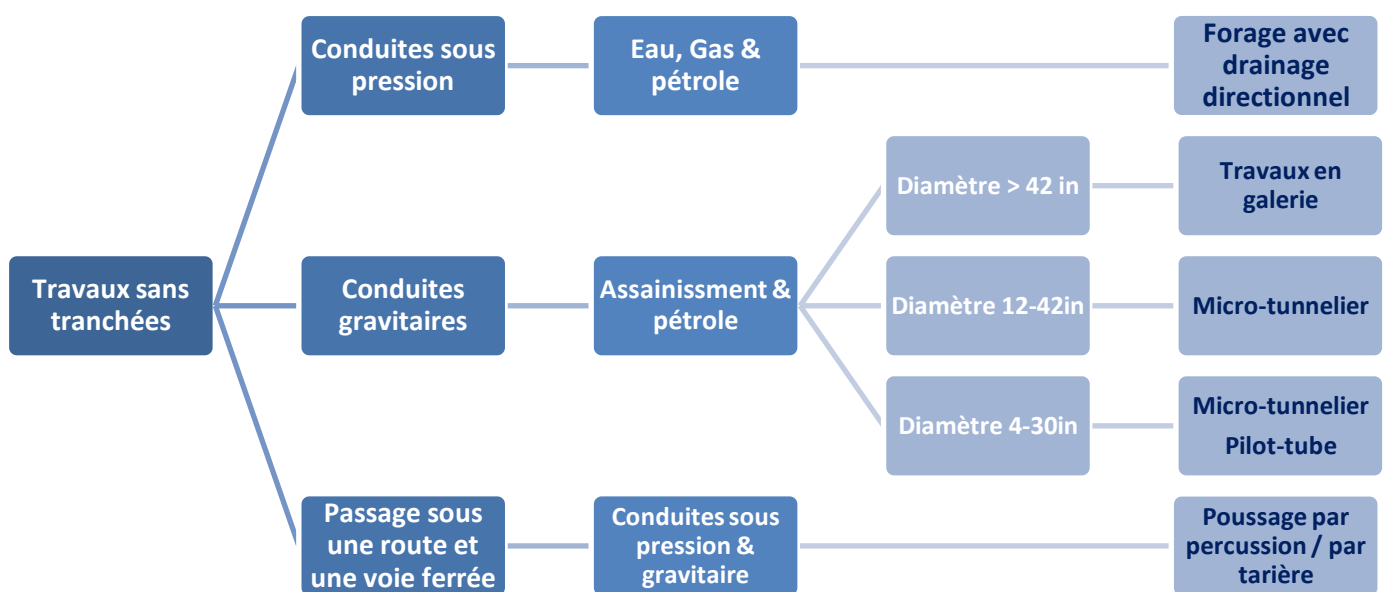 Conduites sous
pression
Eau, Gas &
pétrole
Forage avec
drainage
directionnel
Diamètre > 42 in
Travaux en
galerie
Travaux sans
tranchées
Conduites
gravitaires
Assainissment &
pétrole
Diamètre 12-42in
Micro-tunnelier
Diamètre 4-30in
Micro-tunnelier
Pilot-tube
Passage sous
une route et
une voie ferrée
Conduites sous
pression &
gravitaire
Poussage par
percussion / par
tarière